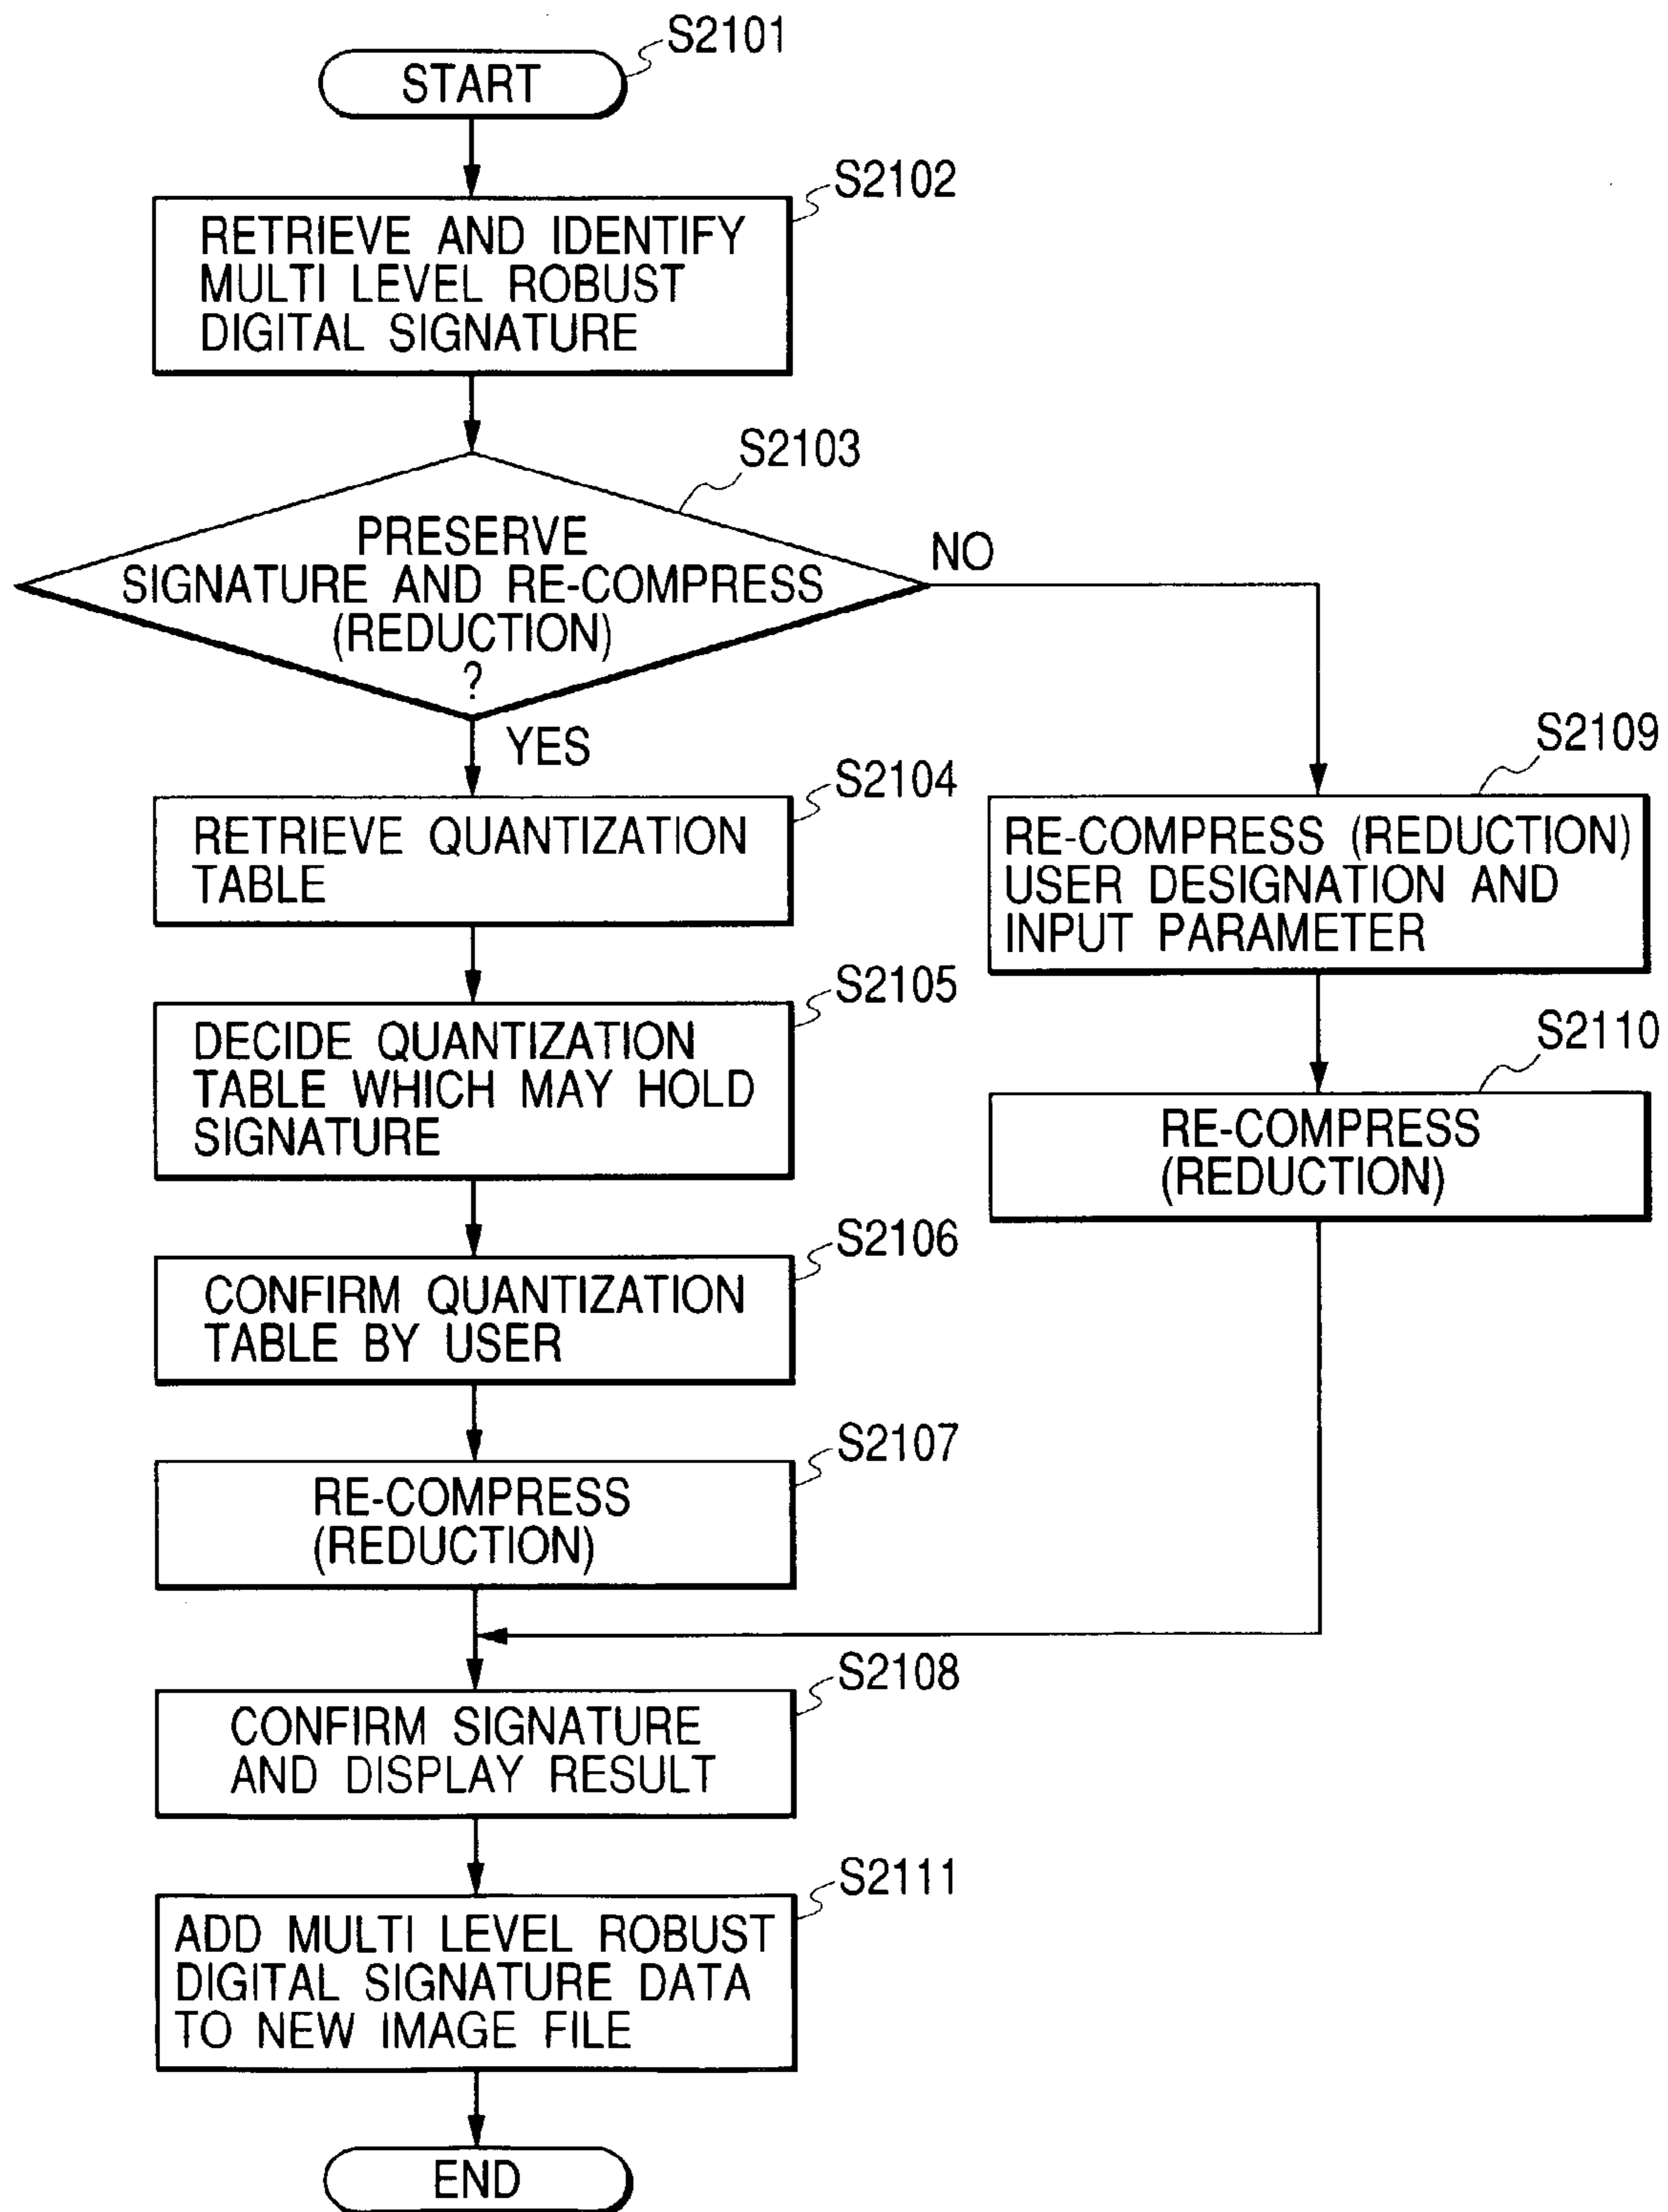 S2101
START
S2102
RETRIEVE AND IDENTIFY
MULTI LEVEL ROBUST
DIGITAL SIGNATURE
S2103
PRESERVE
SIGNATURE AND RE-COMPRESS
(REDUCTION)
?
NO
YES
S2104
RETRIEVE QUANTIZATION
TABLE
S2105
DECIDE QUANTIZATION
TABLE WHICH MAY HOLD
SIGNATURE
S2106
CONFIRM QUANTIZATION
TABLE BY USER
S2107
RE-COMPRESS
(REDUCTION)
S2109
RE-COMPRESS (REDUCTION)
USER DESIGNATION AND
INPUT PARAMETER
S2110
RE-COMPRESS
(REDUCTION)
S2108
CONFIRM SIGNATURE
AND DISPLAY RESULT
S2111
ADD MULTI LEVEL ROBUST
DIGITAL SIGNATURE DATA
TO NEW IMAGE FILE
END